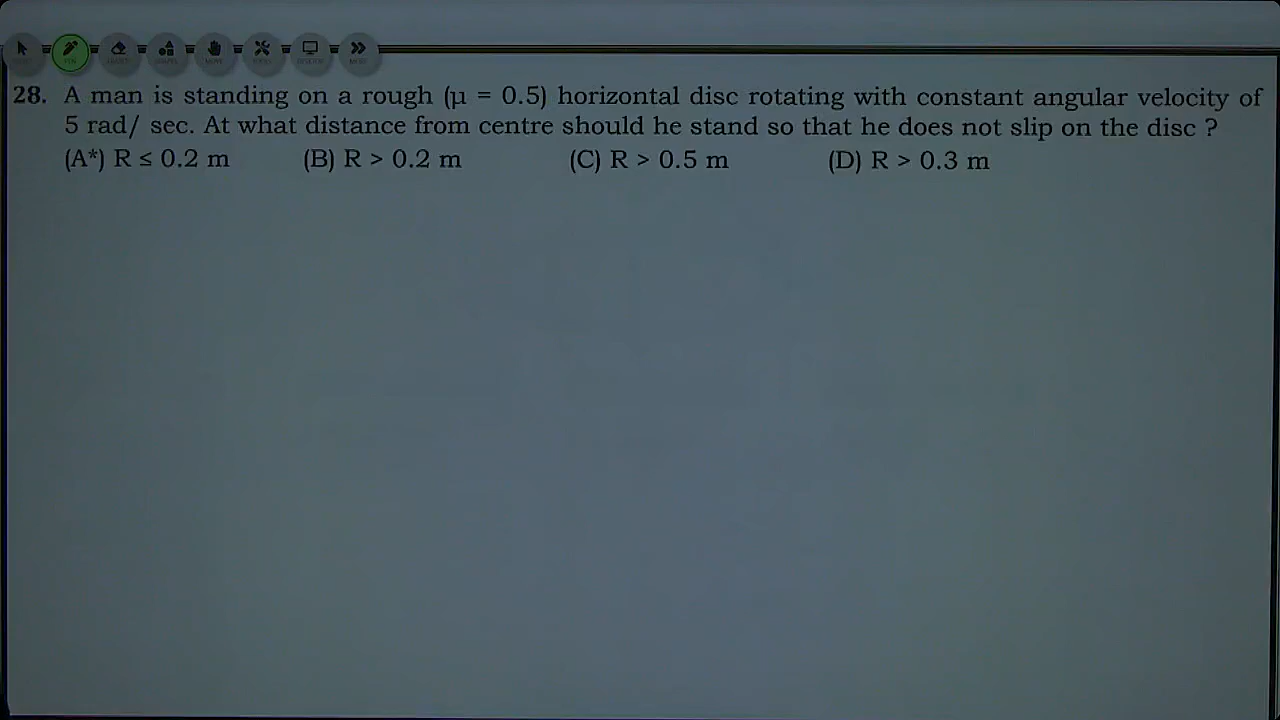 28. A man is standing on a rough (μ = 0.5) horizontal disc rotating with constant angular velocity of
5 rad/ sec. At what distance from centre should he stand so that he does not slip on the disc ?
(A*) R ≤ 0.2 m (B) R > 0.2 m (C) R > 0.5 m (D) R > 0.3 m